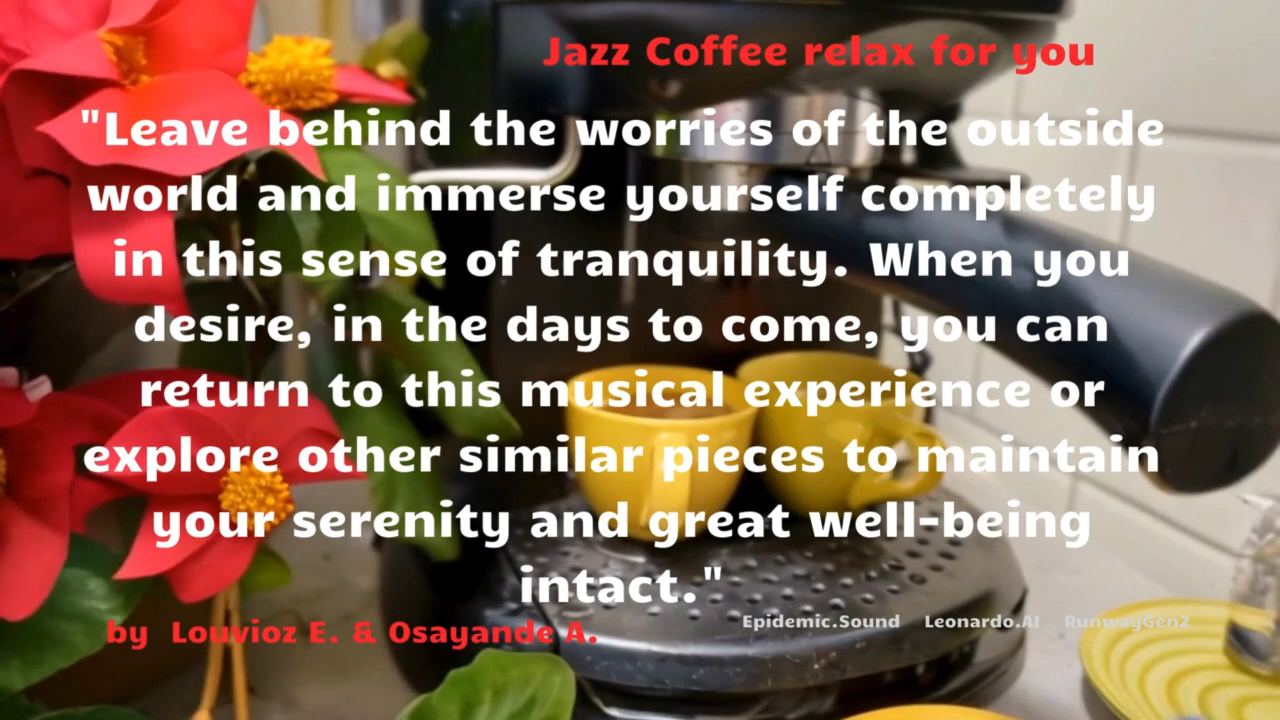 Jazz Coffee relax for you
"Leave behind the worries of the outside
world and immerse yourself completely
in this sense of tranquility. When you
desire, in the days to come, you can
return to this musical experience or
explore other similar pieces to maintain
your serenity and great well-being
intact."
by Louvioz E. & Osayande A.
Epidemic.Sound Leonardo.AI RunwayGen2